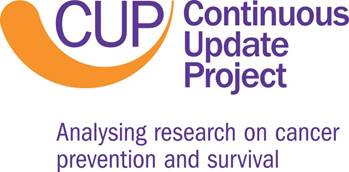 CUP
Continuous
Update
Project
Analysing research on cancer
prevention and survival